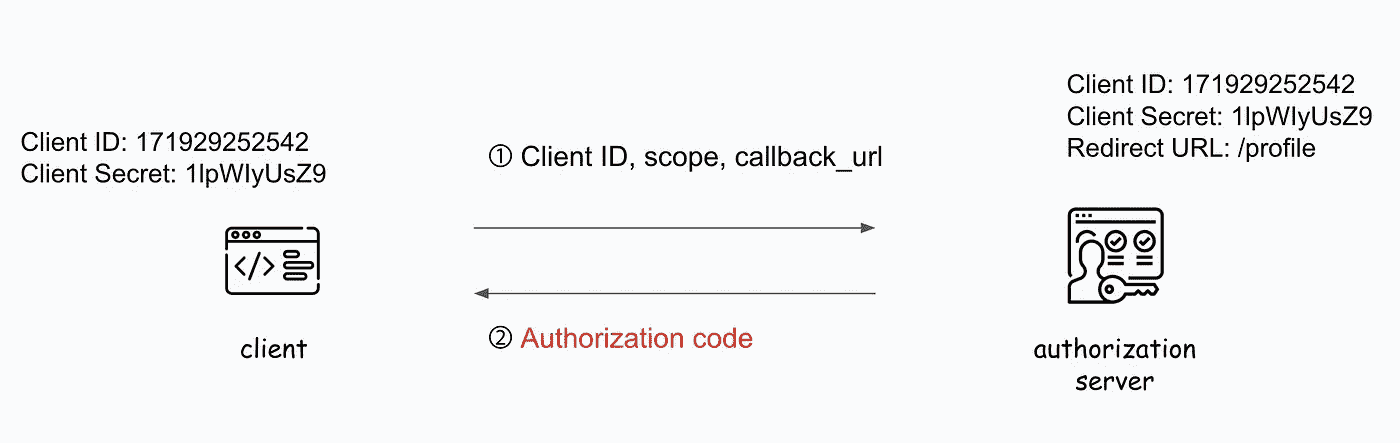 Client ID: 171929252542
Client Secret: 1lpWIyUsZ9
Client ID: 171929252542
Client Secret: 1lpWIyUsZ9
Redirect URL: /profile
① Client ID, scope, callback_url
② Authorization code
</>
client
authorization
server